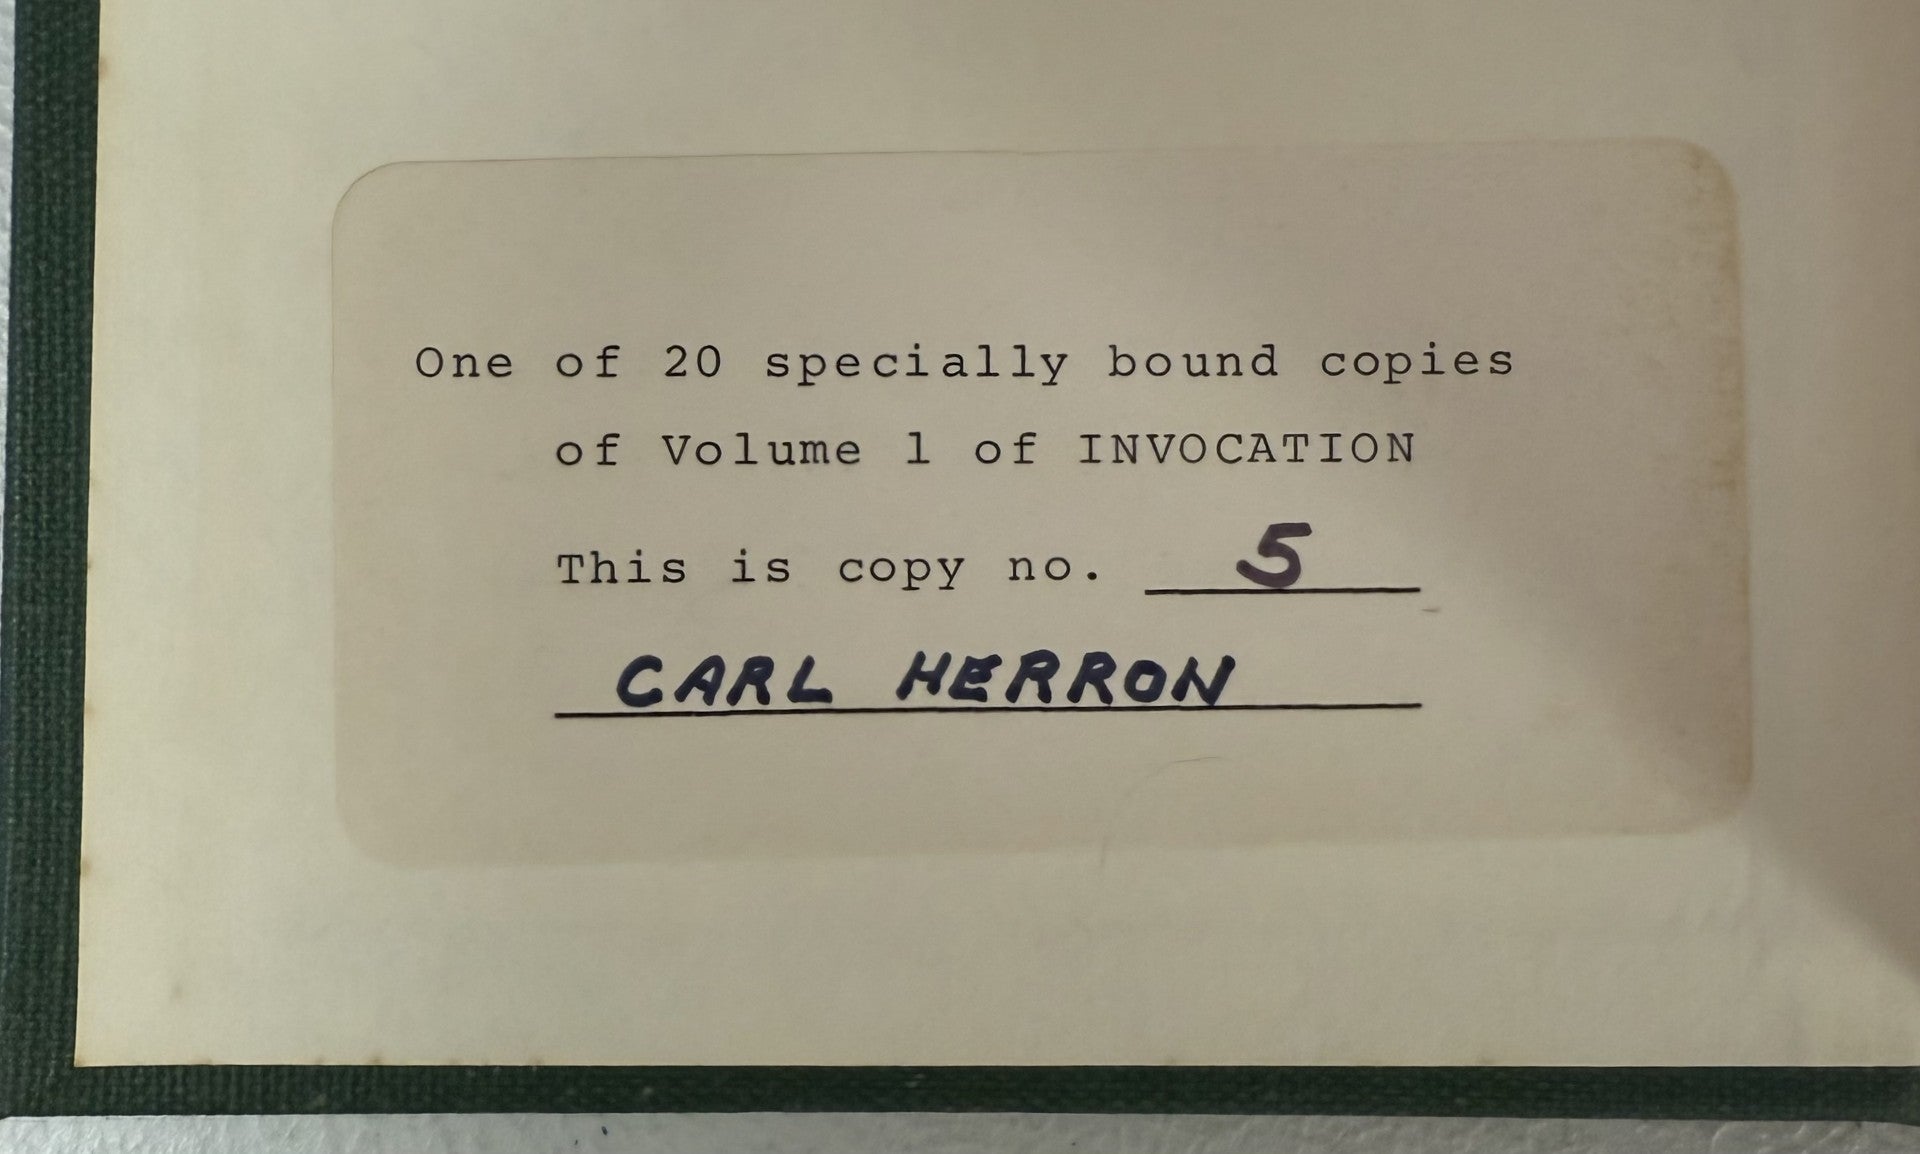 One of 20 specially bound copies
of Volume 1 of INVOCATION
This is copy no. 5
CARL HERRON